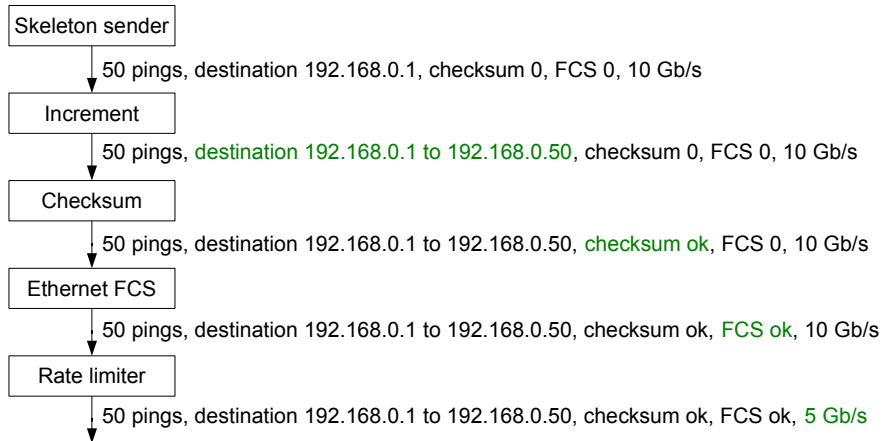 Skeleton sender
50 pings, destination 192.168.0.1, checksum 0, FCS 0, 10 Gb/s
Increment
50 pings, destination 192.168.0.1 to 192.168.0.50, checksum 0, FCS 0, 10 Gb/s
Checksum
50 pings, destination 192.168.0.1 to 192.168.0.50, checksum ok, FCS 0, 10 Gb/s
Ethernet FCS
50 pings, destination 192.168.0.1 to 192.168.0.50, checksum ok, FCS ok, 10 Gb/s
Rate limiter
50 pings, destination 192.168.0.1 to 192.168.0.50, checksum ok, FCS ok, 5 Gb/s